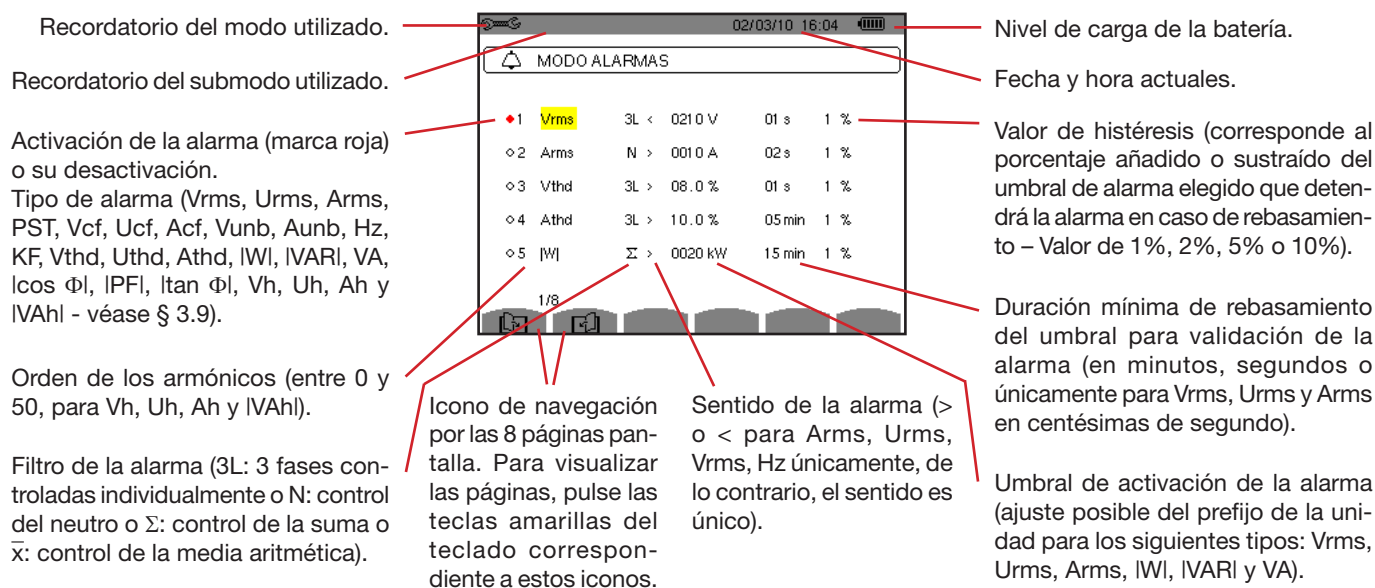 Recordatorio del modo utilizado.
Recordatorio del submodo utilizado.
Activación de la alarma (marca roja)
o su desactivación.
Tipo de alarma (Vrms, Urms, Arms,
PST, Vcf, Ucf, Acf, Vunb, Aunb, Hz,
KF, Vthd, Uthd, Athd, |W|, |VAR|, VA,
|cos Φ|, |PF|, |tan Φ|, Vh, Uh, Ah y
|VAh| - véase § 3.9).
Orden de los armónicos (entre 0 y
50, para Vh, Uh, Ah y |VAh|).
Filtro de la alarma (3L: 3 fases con-
troladas individualmente o N: control
del neutro o Σ: control de la suma o
x̅: control de la media aritmética).
02/03/10 16:04
MODO ALARMAS
1 Vrms 3L < 0210 V 01 s 1 %
2 Arms N > 0010 A 02 s 1 %
3 Vthd 3L > 08.0 % 01 s 1 %
4 Athd 3L > 10.0 % 05 min 1 %
5 |W| Σ > 0020 kW 15 min 1 %
1/8
Icono de navegación
por las 8 páginas pan-
talla. Para visualizar
las páginas, pulse las
teclas amarillas del
teclado correspon-
diente a estos iconos.
Sentido de la alarma (>
o < para Arms, Urms,
Vrms, Hz únicamente, de
lo contrario, el sentido es
único).
Nivel de carga de la batería.
Fecha y hora actuales.
Valor de histéresis (corresponde al
porcentaje añadido o sustraído del
umbral de alarma elegido que deten-
drá la alarma en caso de rebasamien-
to – Valor de 1%, 2%, 5% o 10%).
Duración mínima de rebasamiento
del umbral para validación de la
alarma (en minutos, segundos o
únicamente para Vrms, Urms y Arms
en centésimas de segundo).
Umbral de activación de la alarma
(ajuste posible del prefijo de la uni-
dad para los siguientes tipos: Vrms,
Urms, Arms, |W|, |VAR| y VA).